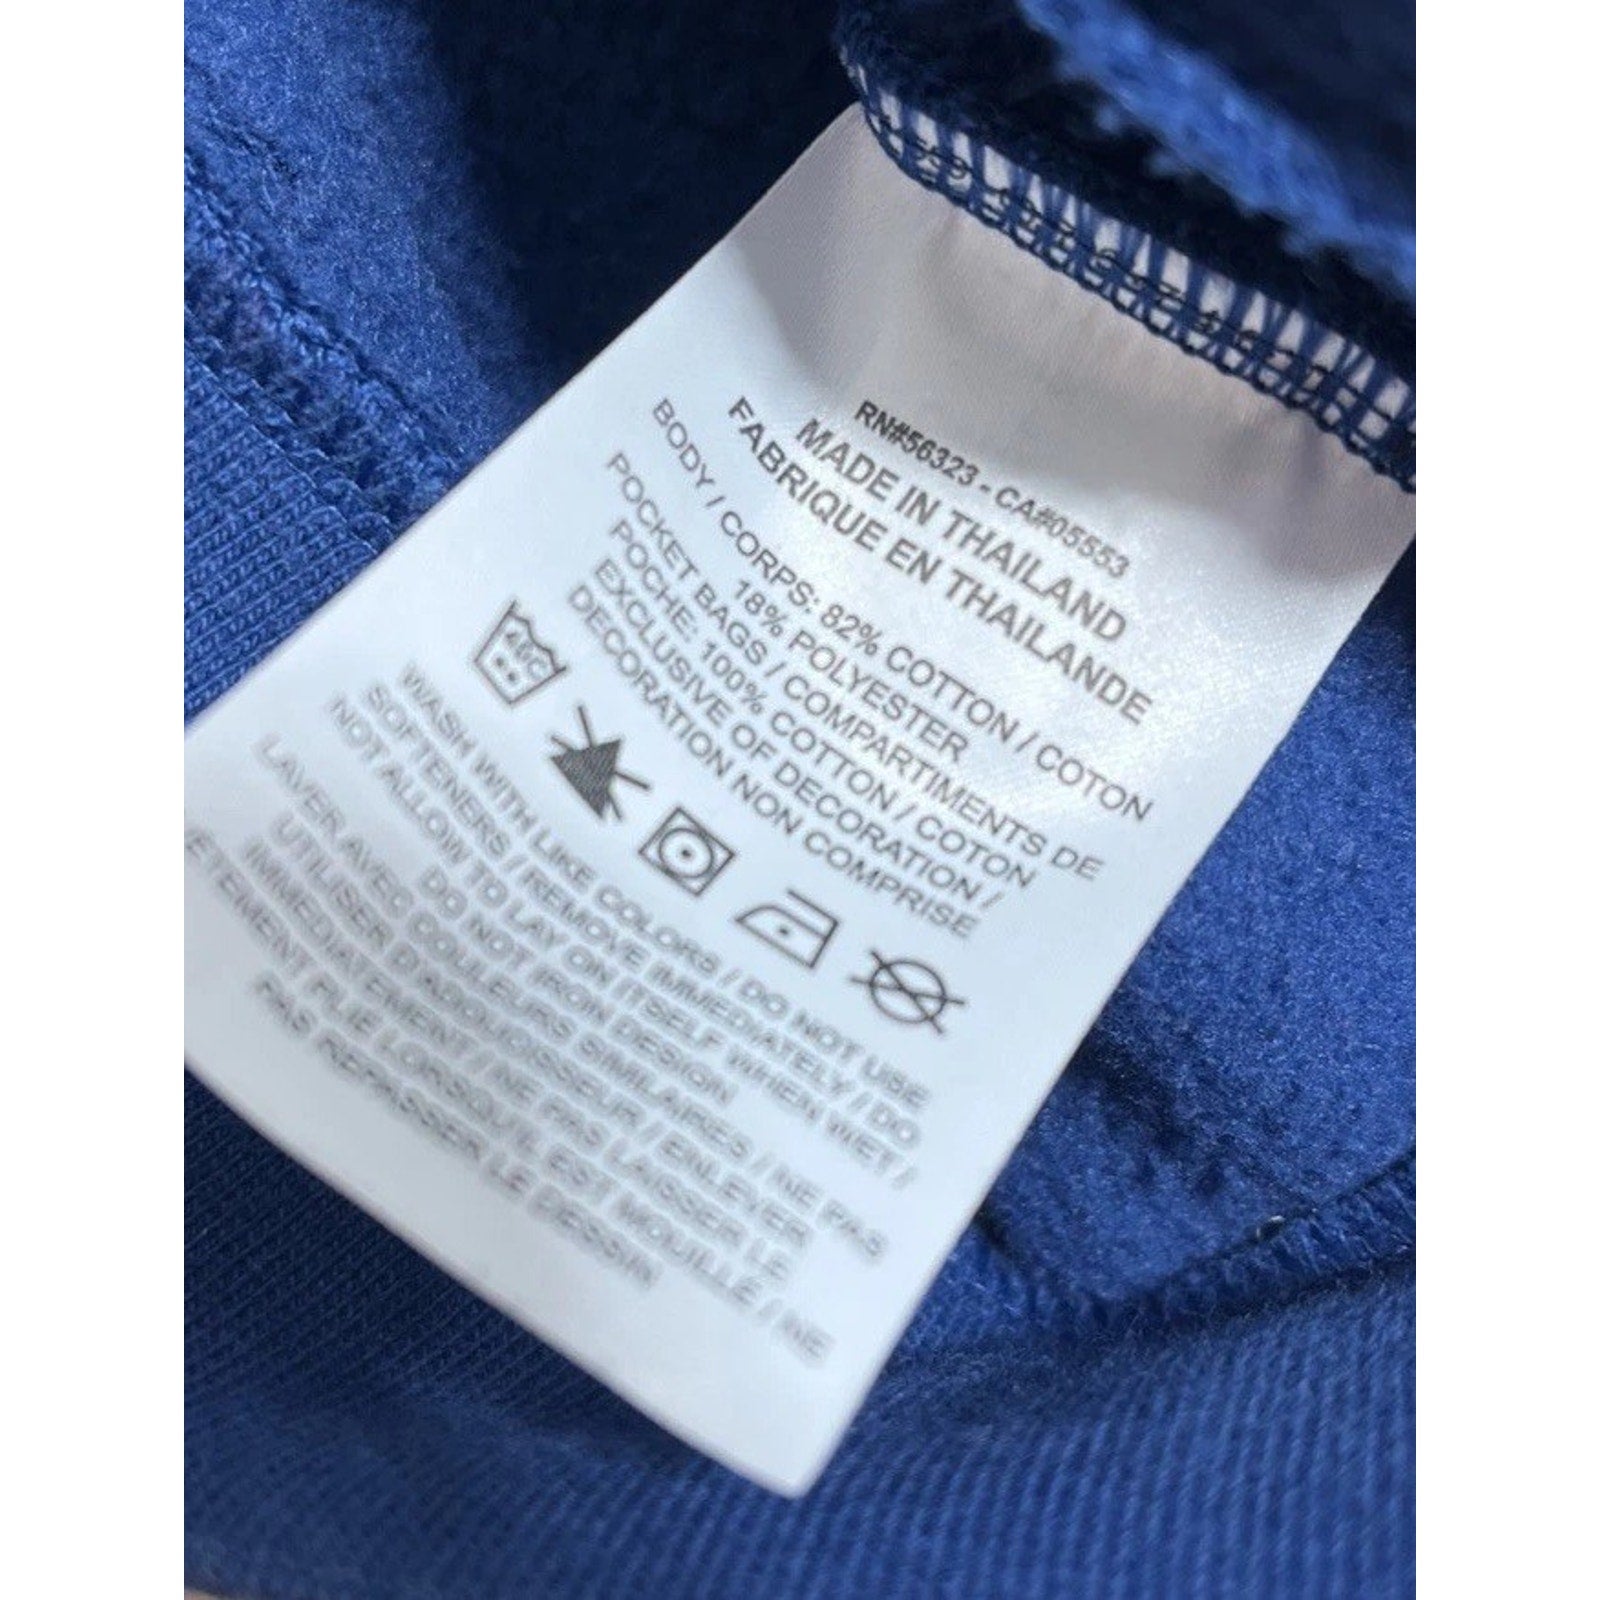 RN#56323 - CA#05553
MADE IN THAILAND
FABRIQUE EN THAILANDE
BODY / CORPS: 82% COTTON / COTON
18% POLYESTER
POCKET BAGS / COMPARTIMENTS DE
POCHE: 100% COTTON / COTON
EXCLUSIVE OF DECORATION /
DECORATION NON COMPRISE
WASH WITH LIKE COLORS / DO NOT USE
SOFTENERS / REMOVE IMMEDIATELY / DO
NOT ALLOW TO LAY ON ITSELF WHEN WET /
DO NOT IRON DESIGN
LAVER AVEC COULEURS SIMILAIRES / NE PAS
UTILISER D'ADOUCISSEUR / ENLEVER
IMMEDIATEMENT / NE PAS LAISSER LE
ÊTEMENT PLIE LORSQU'IL EST MOUILLÉ / NE
PAS REPASSER LE DESSIN